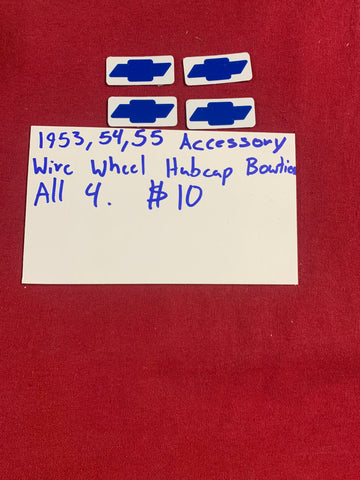 1953, 54, 55 Accessory
Wire Wheel Hubcap Bowties
All 4. $10